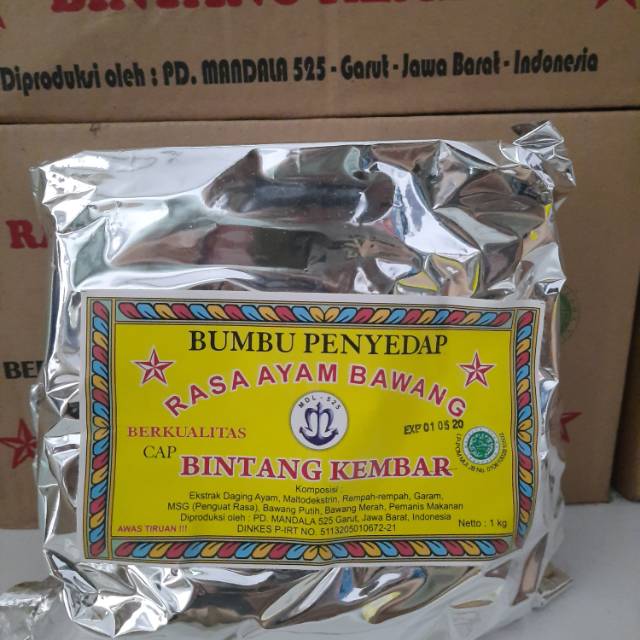 BINTANG
Diproduksi oleh : PD. MANDALA 525 - Garut - Jawa Barat - Indonesia
BUMBU PENYEDAP
RASA AYAM BAWANG
MDL - 525
EXP 01 05 20
BERKUALITAS
CAP
BINTANG KEMBAR
Komposisi :
Ekstrak Daging Ayam, Maltodekstrin, Rempah-rempah, Garam,
MSG (Penguat Rasa), Bawang Putih, Bawang Merah, Pemanis Makanan
Diproduksi oleh : PD. MANDALA 525 Garut, Jawa Barat, Indonesia
DINKES P-IRT NO. 5113205010672-21
AWAS TIRUAN !!!
Netto : 1 kg